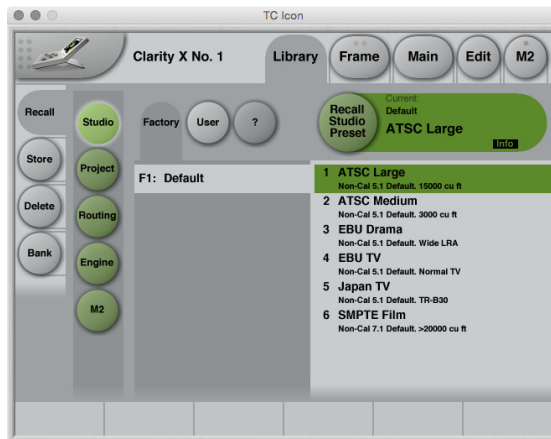 TC Icon
Clarity X No. 1
Library
Frame
Main
Edit
M2
Recall
Store
Delete
Bank
Studio
Project
Routing
Engine
M2
Factory
User
?
Recall
Studio
Preset
Current:
Default
ATSC Large
Info
F1: Default
1 ATSC Large
Non-Cal 5.1 Default. 15000 cu ft
2 ATSC Medium
Non-Cal 5.1 Default. 3000 cu ft
3 EBU Drama
Non-Cal 5.1 Default. Wide LRA
4 EBU TV
Non-Cal 5.1 Default. Normal TV
5 Japan TV
Non-Cal 5.1 Default. TR-B30
6 SMPTE Film
Non-Cal 7.1 Default. >20000 cu ft